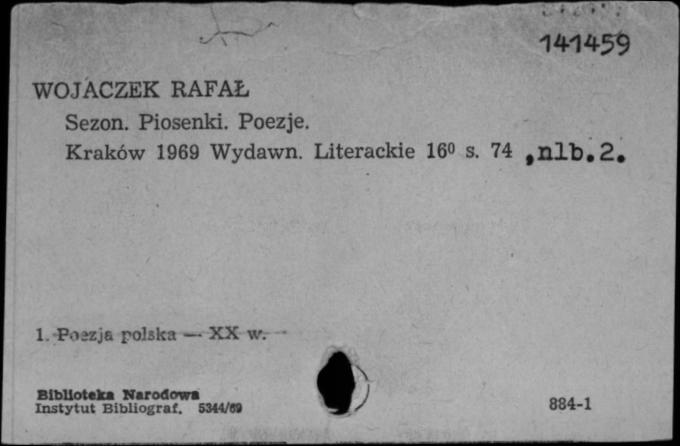 141459
WOJACZEK RAFAŁ
Sezon. Piosenki. Poezje.
Kraków 1969 Wydawn. Literackie 16⁰ s. 74 ,nlb.2.
1. Poezja polska — XX w.
Biblioteka Narodowa
Instytut Bibliograf. 5344/69
884-1